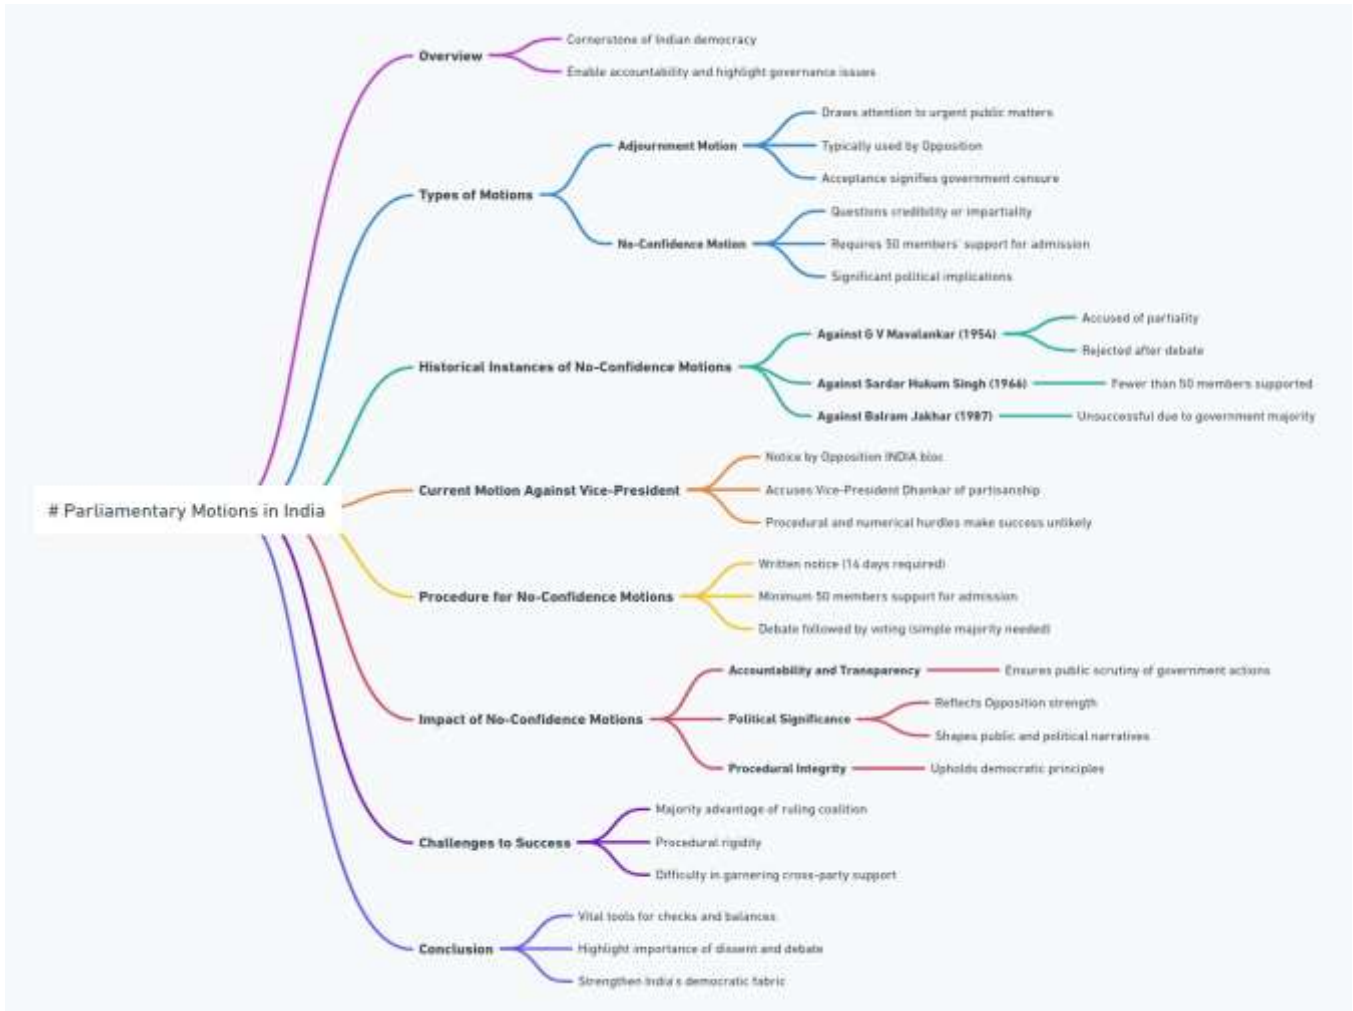 # Parliamentary Motions in India
Overview
Cornerstone of Indian democracy
Enable accountability and highlight governance issues
Types of Motions
Adjournment Motion
Draws attention to urgent public matters
Typically used by Opposition
Acceptance signifies government censure
No-Confidence Motion
Questions credibility or impartiality
Requires 50 members' support for admission
Significant political implications
Historical Instances of No-Confidence Motions
Against G V Mavalankar (1954)
Accused of partiality
Rejected after debate
Against Sardar Hukum Singh (1966)
Fewer than 50 members supported
Against Balram Jakhar (1987)
Unsuccessful due to government majority
Current Motion Against Vice-President
Notice by Opposition INDIA bloc
Accuses Vice-President Dhankar of partisanship
Procedural and numerical hurdles make success unlikely
Procedure for No-Confidence Motions
Written notice (14 days required)
Minimum 50 members support for admission
Debate followed by voting (simple majority needed)
Impact of No-Confidence Motions
Accountability and Transparency
Ensures public scrutiny of government actions
Political Significance
Reflects Opposition strength
Shapes public and political narratives
Procedural Integrity
Upholds democratic principles
Challenges to Success
Majority advantage of ruling coalition
Procedural rigidity
Difficulty in garnering cross-party support
Conclusion
Vital tools for checks and balances
Highlight importance of dissent and debate
Strengthen India's democratic fabric